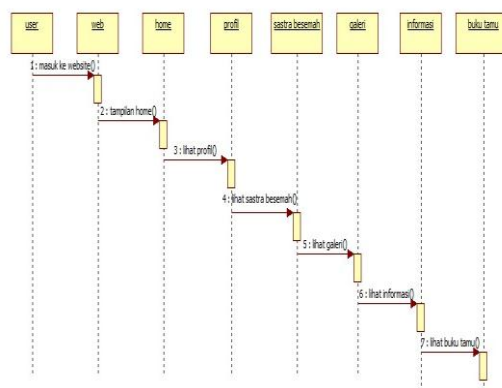 user
web
home
profil
sastra besemah
galeri
informasi
buku tamu
1 : masuk ke website()
2 : tampilan home()
3 : lihat profil()
4 : lihat sastra besemah()
5 : lihat galeri()
6 : lihat informasi()
7 : lihat buku tamu()